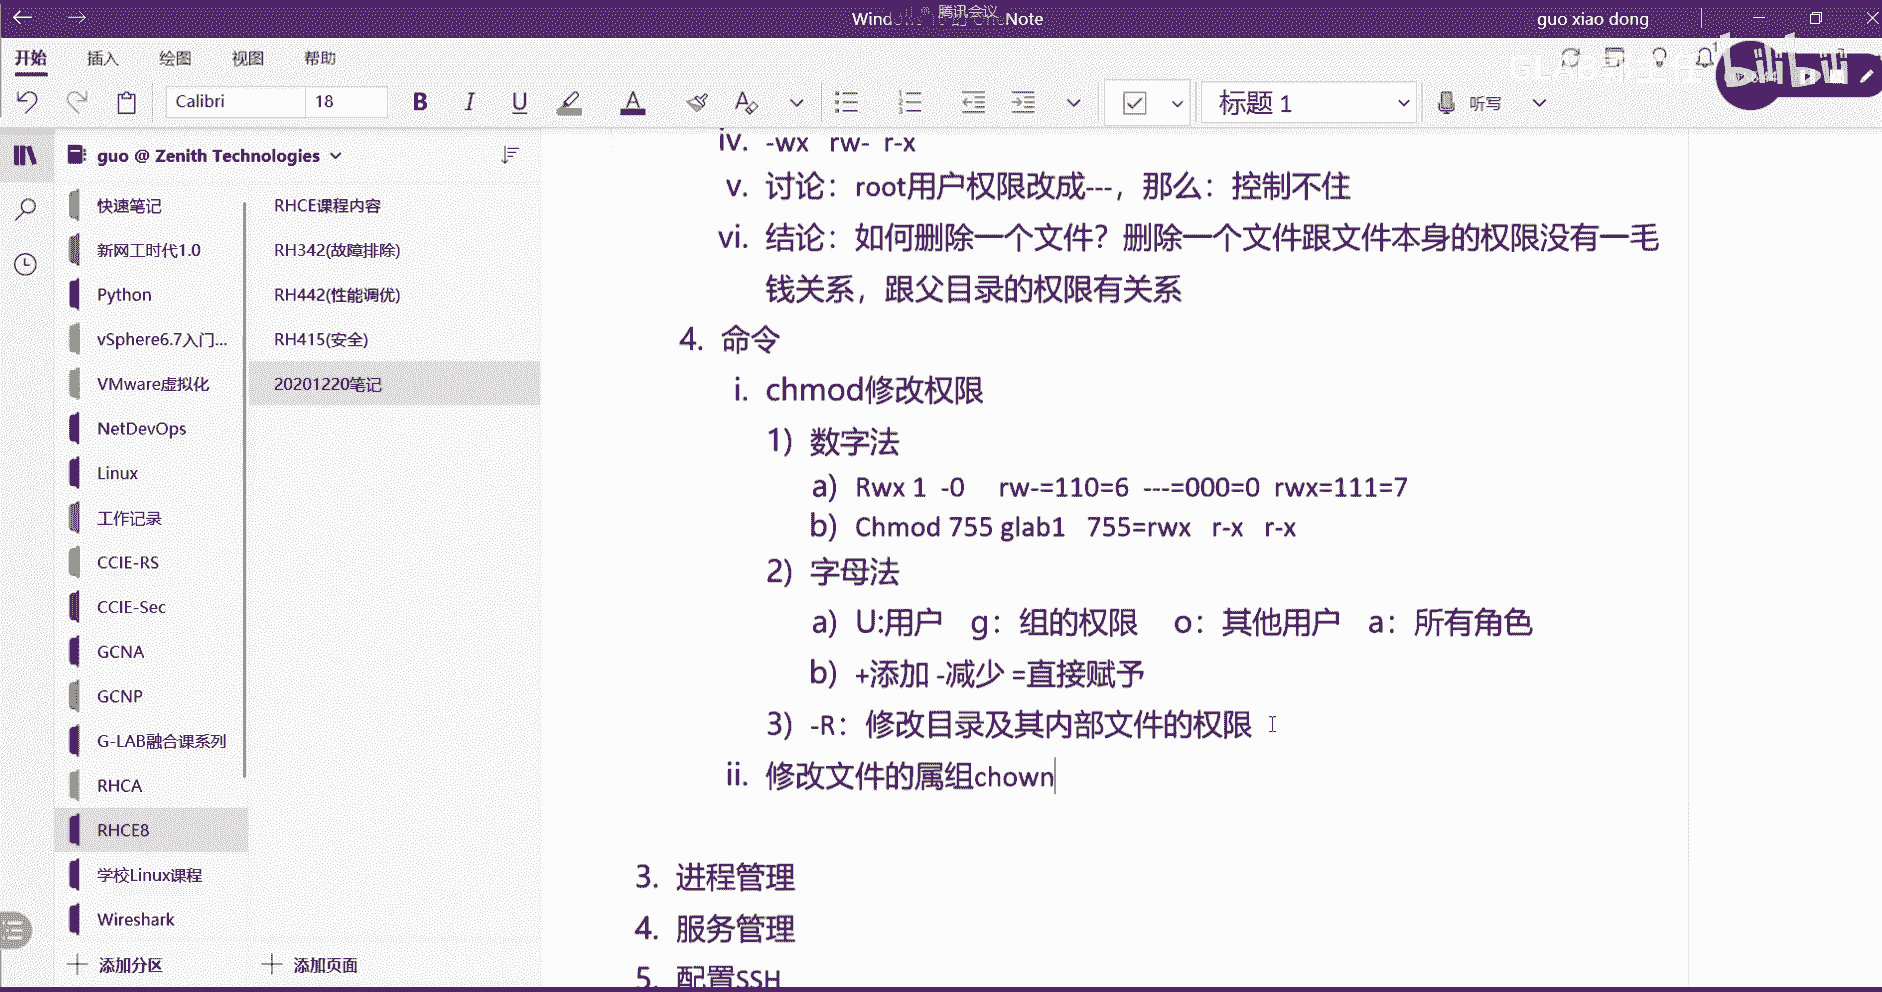 Note
腾讯会议
guo xiao dong
开始 插入 绘图 视图 帮助
bilibili
Calibri 18 B I U A 标题 1 听写
guo @ Zenith Technologies
快速笔记
新网工时代1.0
Python
vSphere6.7入门...
VMware虚拟化
NetDevOps
Linux
工作记录
CCIE-RS
CCIE-Sec
GCNA
GCNP
G-LAB融合课系列
RHCA
RHCE8
学校Linux课程
Wireshark
添加分区
RHCE课程内容
RH342(故障排除)
RH442(性能调优)
RH415(安全)
20201220笔记
添加页面
iv. -wx rw- r-x
v. 讨论：root用户权限改成---，那么：控制不住
vi. 结论：如何删除一个文件？删除一个文件跟文件本身的权限没有一毛
钱关系，跟父目录的权限有关系
4. 命令
i. chmod修改权限
1) 数字法
a) Rwx 1 -0 rw-=110=6 ---=000=0 rwx=111=7
b) Chmod 755 glab1 755=rwx r-x r-x
2) 字母法
a) U:用户 g：组的权限 o：其他用户 a：所有角色
b) +添加 -减少 =直接赋予
3) -R：修改目录及其内部文件的权限
ii. 修改文件的属组chown
3. 进程管理
4. 服务管理
5. 配置SSH